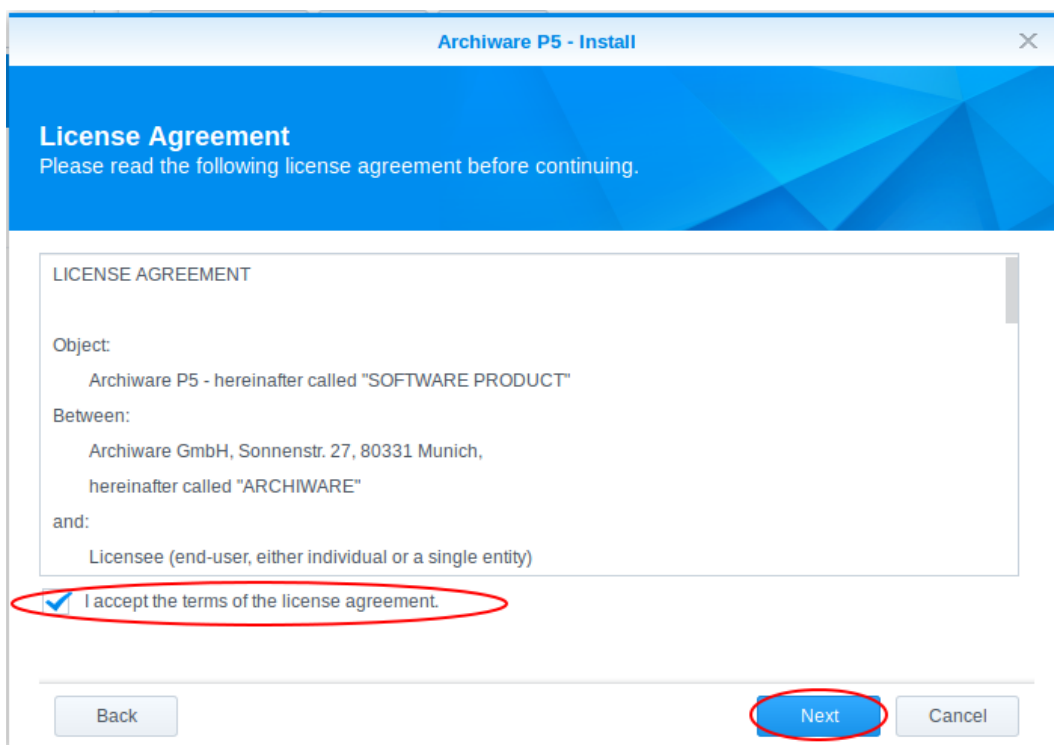 Archiware P5 - Install
License Agreement
Please read the following license agreement before continuing.
LICENSE AGREEMENT
Object:
Archiware P5 - hereinafter called "SOFTWARE PRODUCT"
Between:
Archiware GmbH, Sonnenstr. 27, 80331 Munich,
hereinafter called "ARCHIWARE"
and:
Licensee (end-user, either individual or a single entity)
I accept the terms of the license agreement.
Back
Next
Cancel